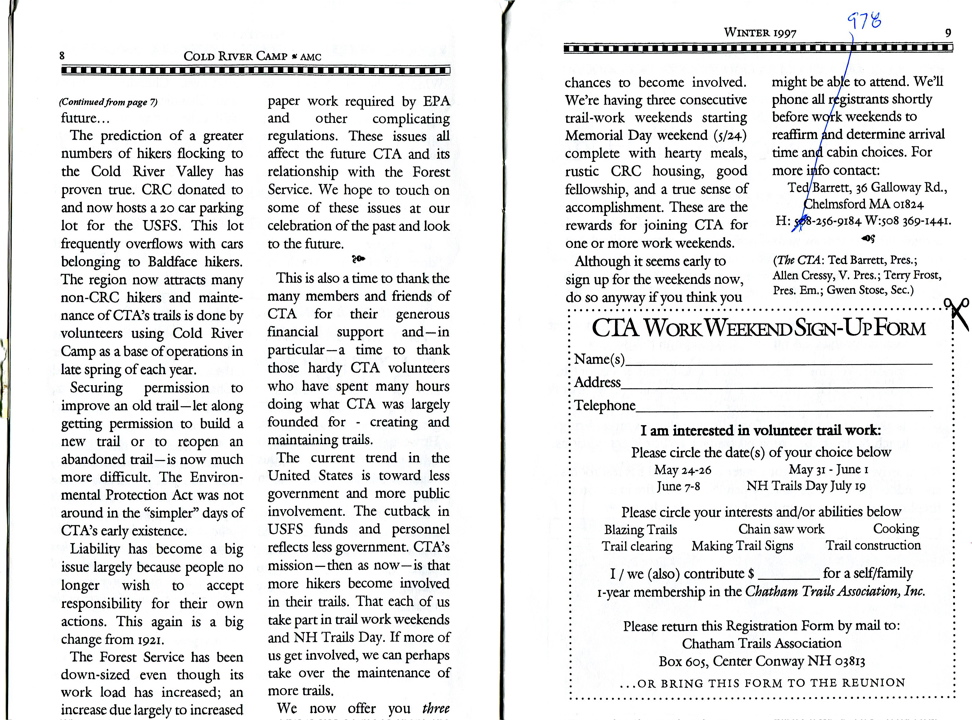 8
COLD RIVER CAMP * AMC
(Continued from page 7)
future...
The prediction of a greater
numbers of hikers flocking to
the Cold River Valley has
proven true. CRC donated to
and now hosts a 20 car parking
lot for the USFS. This lot
frequently overflows with cars
belonging to Baldface hikers.
The region now attracts many
non-CRC hikers and mainte-
nance of CTA's trails is done by
volunteers using Cold River
Camp as a base of operations in
late spring of each year.
Securing permission to
improve an old trail—let along
getting permission to build a
new trail or to reopen an
abandoned trail—is now much
more difficult. The Environ-
mental Protection Act was not
around in the "simpler" days of
CTA's early existence.
Liability has become a big
issue largely because people no
longer wish to accept
responsibility for their own
actions. This again is a big
change from 1921.
The Forest Service has been
down-sized even though its
work load has increased; an
increase due largely to increased
paper work required by EPA
and other complicating
regulations. These issues all
affect the future CTA and its
relationship with the Forest
Service. We hope to touch on
some of these issues at our
celebration of the past and look
to the future.
This is also a time to thank the
many members and friends of
CTA for their generous
financial support and—in
particular—a time to thank
those hardy CTA volunteers
who have spent many hours
doing what CTA was largely
founded for - creating and
maintaining trails.
The current trend in the
United States is toward less
government and more public
involvement. The cutback in
USFS funds and personnel
reflects less government. CTA's
mission—then as now—is that
more hikers become involved
in their trails. That each of us
take part in trail work weekends
and NH Trails Day. If more of
us get involved, we can perhaps
take over the maintenance of
more trails.
We now offer you three
WINTER 1997
978
9
chances to become involved.
We're having three consecutive
trail-work weekends starting
Memorial Day weekend (5/24)
complete with hearty meals,
rustic CRC housing, good
fellowship, and a true sense of
accomplishment. These are the
rewards for joining CTA for
one or more work weekends.
Although it seems early to
sign up for the weekends now,
do so anyway if you think you
might be able to attend. We'll
phone all registrants shortly
before work weekends to
reaffirm and determine arrival
time and cabin choices. For
more info contact:
Ted Barrett, 36 Galloway Rd.,
Chelmsford MA 01824
H: 508-256-9184 W:508 369-1441.
(The CTA: Ted Barrett, Pres.;
Allen Cressy, V. Pres.; Terry Frost,
Pres. Em.; Gwen Stose, Sec.)
CTA WORK WEEKEND SIGN-UP FORM
Name(s)
Address
Telephone
I am interested in volunteer trail work:
Please circle the date(s) of your choice below
May 24-26 May 31 - June 1
June 7-8 NH Trails Day July 19
Please circle your interests and/or abilities below
Blazing Trails Chain saw work Cooking
Trail clearing Making Trail Signs Trail construction
I / we (also) contribute $ ________ for a self/family
1-year membership in the Chatham Trails Association, Inc.
Please return this Registration Form by mail to:
Chatham Trails Association
Box 605, Center Conway NH 03813
...OR BRING THIS FORM TO THE REUNION